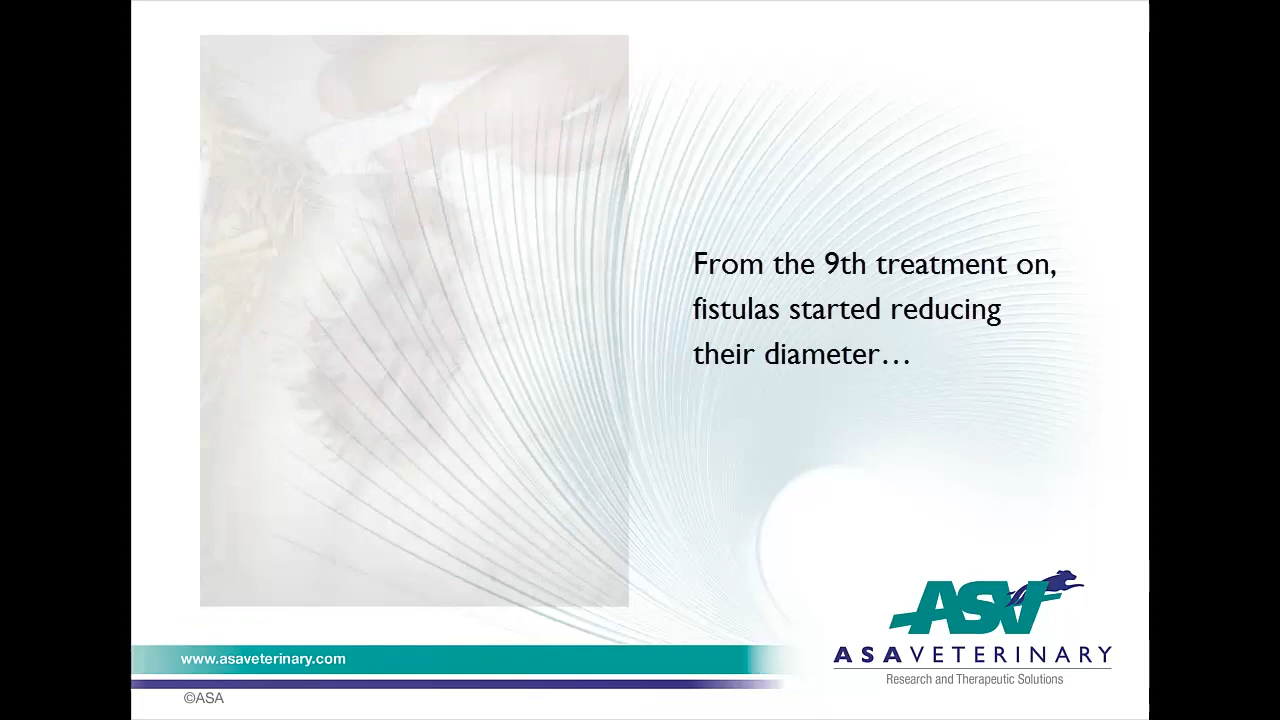 From the 9th treatment on,
fistulas started reducing
their diameter…
ASV
ASAVETERINARY
Research and Therapeutic Solutions
www.asaveterinary.com
©ASA